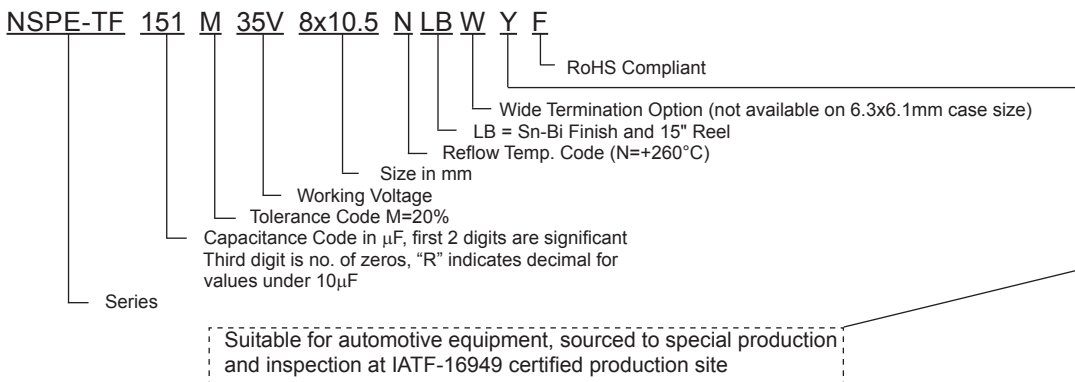 NSPE-TF 151 M 35V 8x10.5 N LB W Y F
RoHS Compliant
Wide Termination Option (not available on 6.3x6.1mm case size)
LB = Sn-Bi Finish and 15" Reel
Reflow Temp. Code (N=+260°C)
Size in mm
Working Voltage
Tolerance Code M=20%
Capacitance Code in μF, first 2 digits are significant
Third digit is no. of zeros, “R” indicates decimal for
values under 10μF
Series
Suitable for automotive equipment, sourced to special production
and inspection at IATF-16949 certified production site